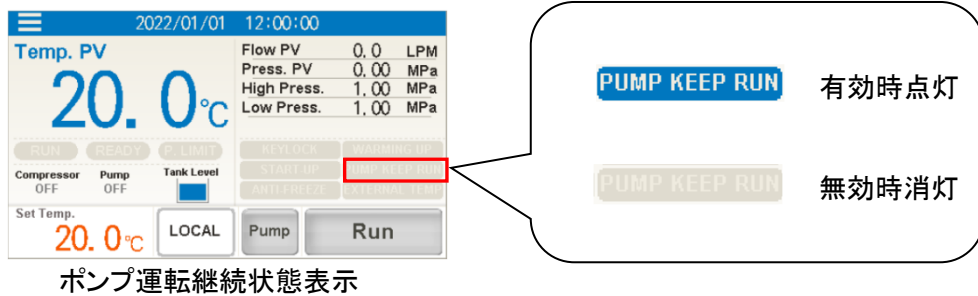 2022/01/01 12:00:00
Temp. PV
20. 0℃
Flow PV 0. 0 LPM
Press. PV 0. 00 MPa
High Press. 1. 00 MPa
Low Press. 1. 00 MPa
RUN READY P. LIMIT
KEYLOCK WARMING UP
START UP PUMP KEEP RUN
ANTI FREEZE EXTERNAL TEMP
Compressor Pump Tank Level
OFF OFF
Set Temp.
20. 0℃
LOCAL Pump Run
ポンプ運転継続状態表示
PUMP KEEP RUN 有効時点灯
PUMP KEEP RUN 無効時消灯